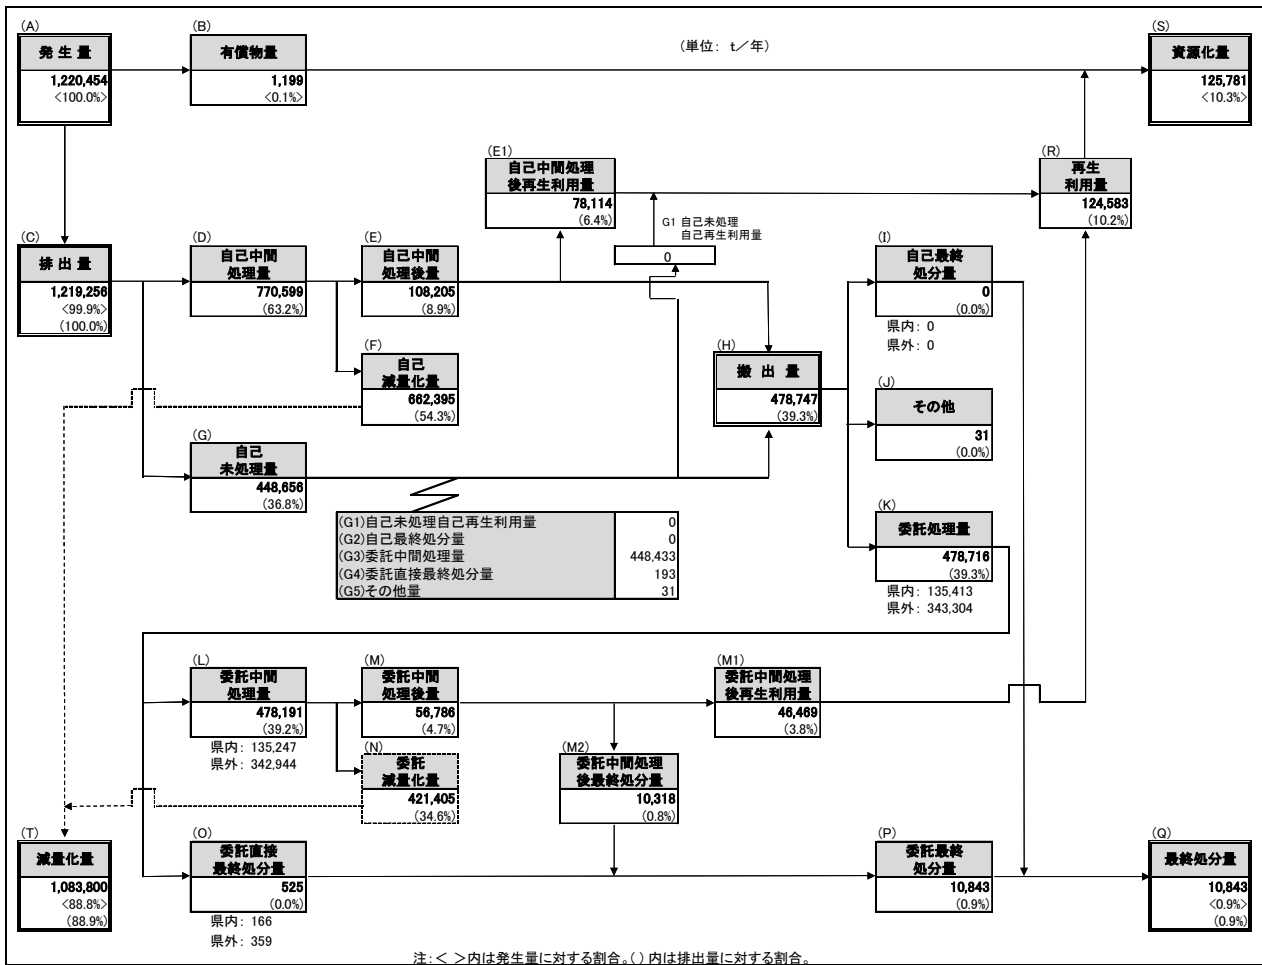 (A)
発 生 量
1,220,454
<100.0%>
(B)
有償物量
1,199
<0.1%>
(単位: t/年)
(S)
資源化量
125,781
<10.3%>
(E1)
自己中間処理
後再生利用量
78,114
(6.4%)
(R)
再生
利用量
124,583
(10.2%)
G1 自己未処理
自己再生利用量
0
(C)
排 出 量
1,219,256
<99.9%>
(100.0%)
(D)
自己中間
処理量
770,599
(63.2%)
(E)
自己中間
処理後量
108,205
(8.9%)
(I)
自己最終
処分量
0
(0.0%)
県内: 0
県外: 0
(F)
自己
減量化量
662,395
(54.3%)
(H)
搬 出 量
478,747
(39.3%)
(J)
その他
31
(0.0%)
(G)
自己
未処理量
448,656
(36.8%)
(G1)自己未処理自己再生利用量 0
(G2)自己最終処分量 0
(G3)委託中間処理量 448,433
(G4)委託直接最終処分量 193
(G5)その他量 31
(K)
委託処理量
478,716
(39.3%)
県内: 135,413
県外: 343,304
(L)
委託中間
処理量
478,191
(39.2%)
県内: 135,247
県外: 342,944
(M)
委託中間
処理後量
56,786
(4.7%)
(M1)
委託中間処理
後再生利用量
46,469
(3.8%)
(N)
委託
減量化量
421,405
(34.6%)
(M2)
委託中間処理
後最終処分量
10,318
(0.8%)
(T)
減量化量
1,083,800
<88.8%>
(88.9%)
(O)
委託直接
最終処分量
525
(0.0%)
県内: 166
県外: 359
(P)
委託最終
処分量
10,843
(0.9%)
(Q)
最終処分量
10,843
<0.9%>
(0.9%)
注:< >内は発生量に対する割合。( )内は排出量に対する割合。